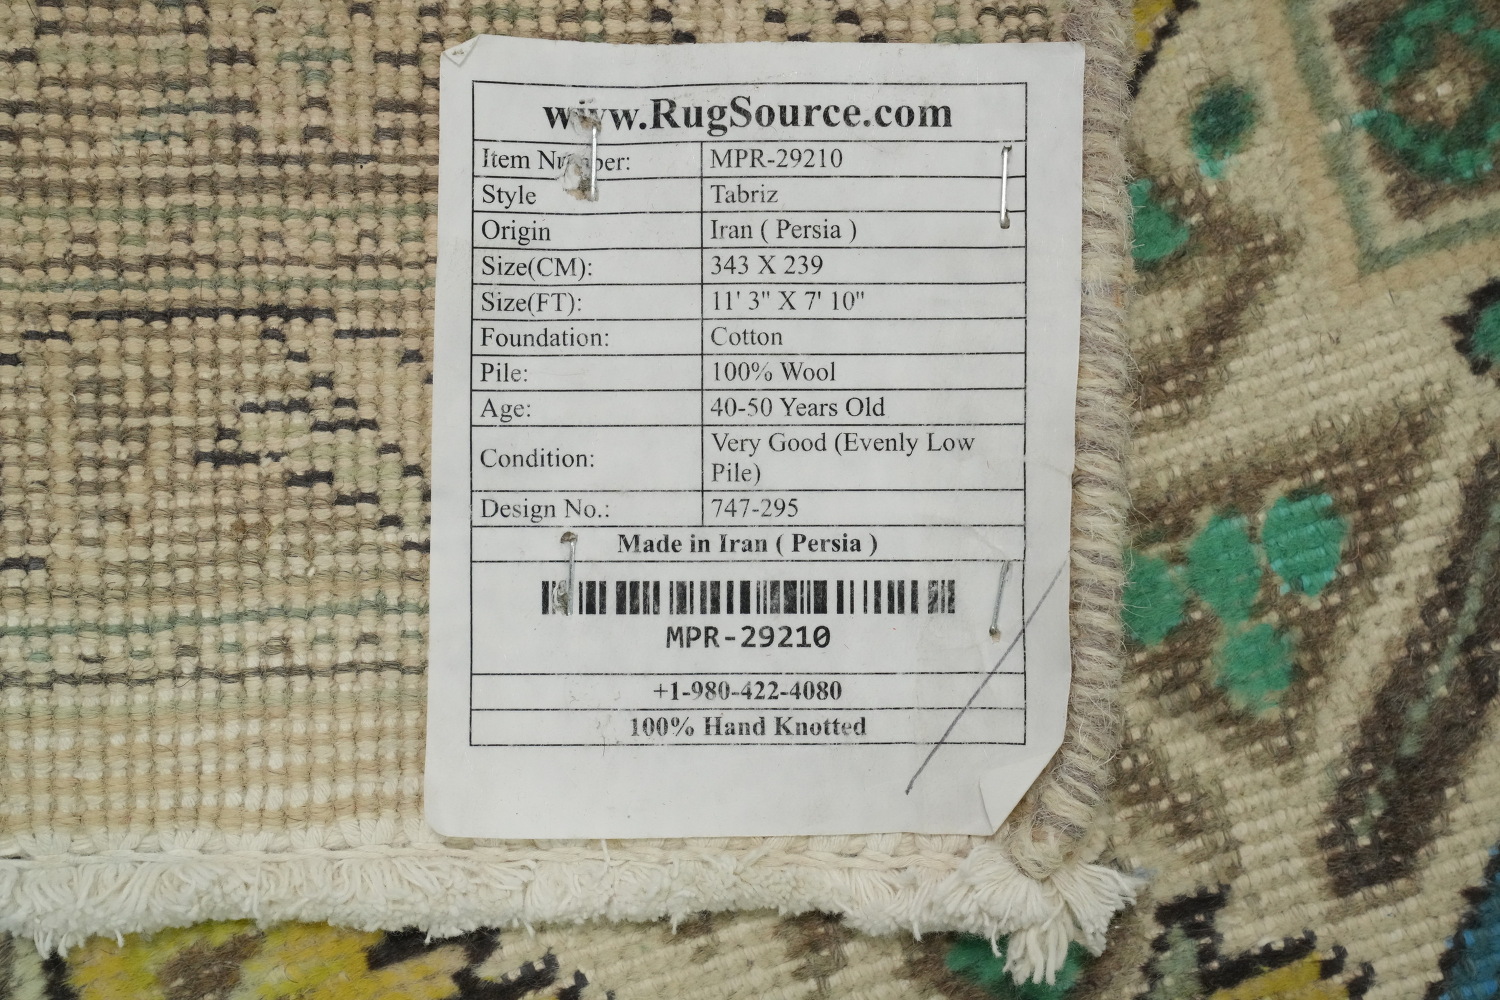 www.RugSource.com
Item Number: MPR-29210
Style Tabriz
Origin Iran ( Persia )
Size(CM): 343 X 239
Size(FT): 11' 3" X 7' 10"
Foundation: Cotton
Pile: 100% Wool
Age: 40-50 Years Old
Condition: Very Good (Evenly Low
Pile)
Design No.: 747-295
Made in Iran ( Persia )
MPR-29210
+1-980-422-4080
100% Hand Knotted